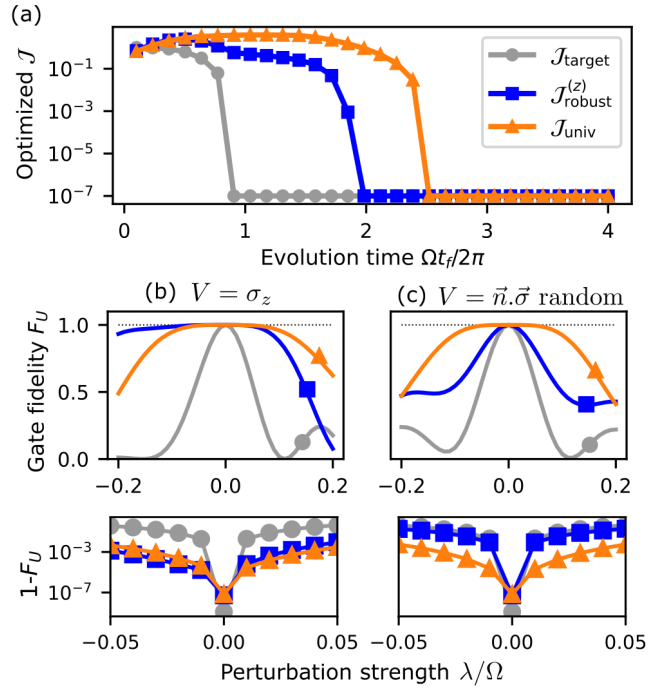 (a)
Optimized 𝒥
10⁻¹
10⁻³
10⁻⁵
10⁻⁷
𝒥target
𝒥robust^(z)
𝒥univ
0 1 2 3 4
Evolution time Ωt_f/2π
(b) V = σ_z
(c) V = n⃗.σ⃗ random
Gate fidelity F_U
1.0
0.5
0.0
−0.2 0.0 0.2
−0.2 0.0 0.2
1-F_U
10⁻³
10⁻⁷
−0.05 0.00 0.05
−0.05 0.00 0.05
Perturbation strength λ/Ω